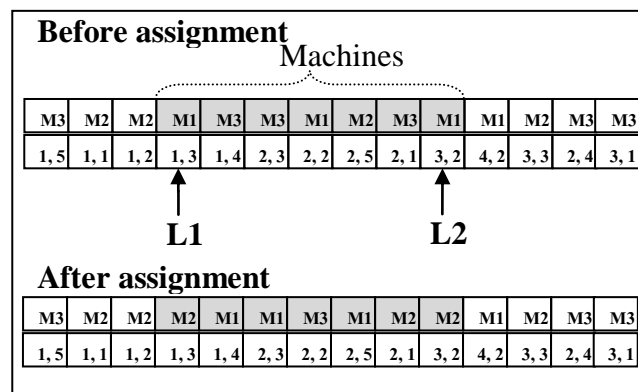 Before assignment
Machines
M3 M2 M2 M1 M3 M3 M1 M2 M3 M1 M1 M2 M3 M3
1, 5 1, 1 1, 2 1, 3 1, 4 2, 3 2, 2 2, 5 2, 1 3, 2 4, 2 3, 3 2, 4 3, 1
L1 L2
After assignment
M3 M2 M2 M2 M1 M1 M3 M1 M2 M2 M1 M2 M3 M3
1, 5 1, 1 1, 2 1, 3 1, 4 2, 3 2, 2 2, 5 2, 1 3, 2 4, 2 3, 3 2, 4 3, 1